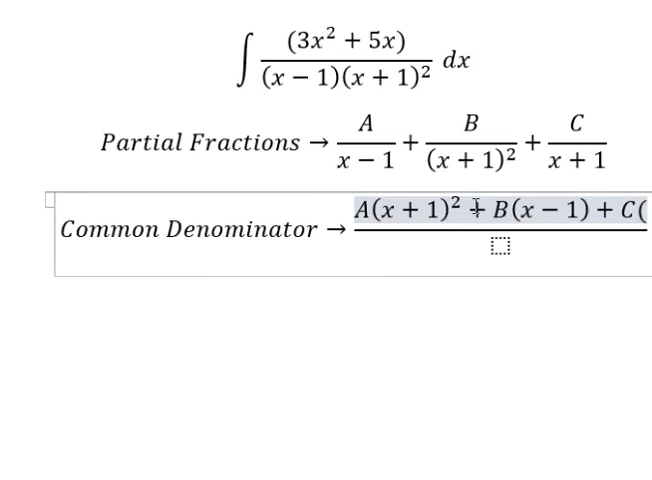 ∫ (3x² + 5x) / (x − 1)(x + 1)² dx
Partial Fractions → A / x − 1 + B / (x + 1)² + C / x + 1
Common Denominator → A(x + 1)² + B(x − 1) + C(